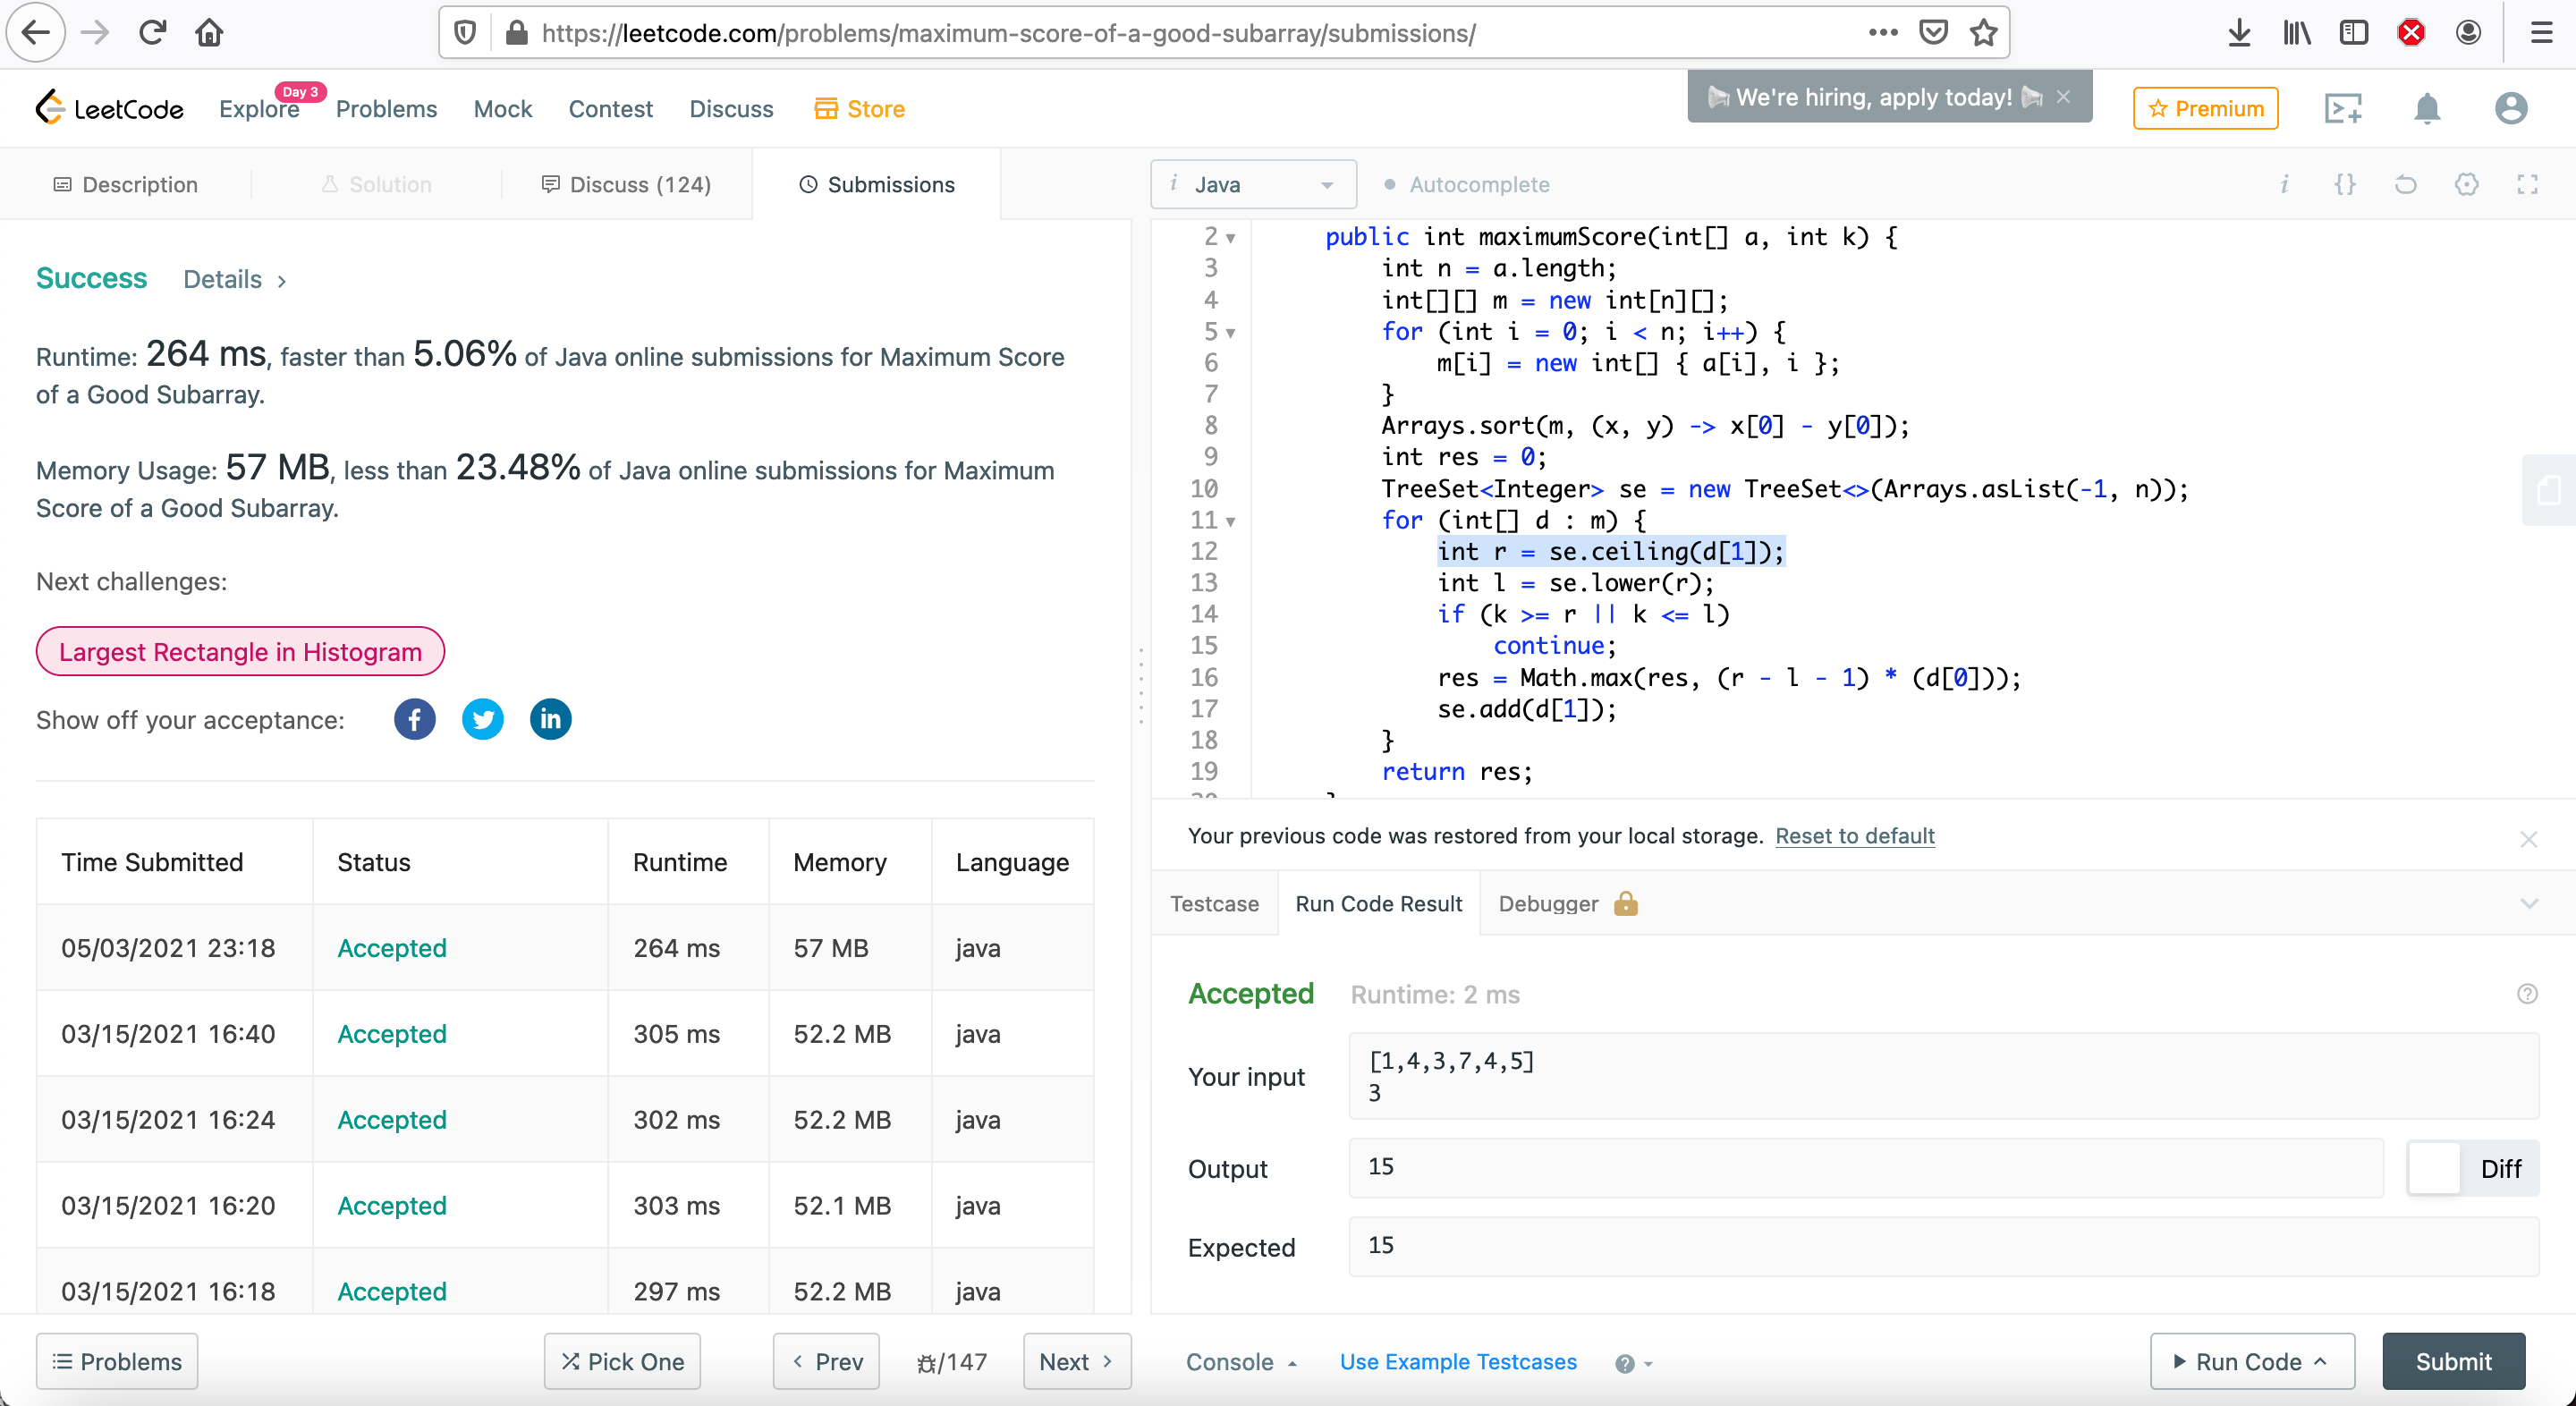 https://leetcode.com/problems/maximum-score-of-a-good-subarray/submissions/
LeetCode
Explore
Day 3
Problems
Mock
Contest
Discuss
Store
We're hiring, apply today!
Premium
Description
Solution
Discuss (124)
Submissions
i Java
Autocomplete
Success Details
Runtime: 264 ms, faster than 5.06% of Java online submissions for Maximum Score
of a Good Subarray.
Memory Usage: 57 MB, less than 23.48% of Java online submissions for Maximum
Score of a Good Subarray.
Next challenges:
Largest Rectangle in Histogram
Show off your acceptance:
Time Submitted Status Runtime Memory Language
05/03/2021 23:18 Accepted 264 ms 57 MB java
03/15/2021 16:40 Accepted 305 ms 52.2 MB java
03/15/2021 16:24 Accepted 302 ms 52.2 MB java
03/15/2021 16:20 Accepted 303 ms 52.1 MB java
03/15/2021 16:18 Accepted 297 ms 52.2 MB java
Problems
Pick One
Prev
/147
Next
2 public int maximumScore(int[] a, int k) {
3 int n = a.length;
4 int[][] m = new int[n][];
5 for (int i = 0; i < n; i++) {
6 m[i] = new int[] { a[i], i };
7 }
8 Arrays.sort(m, (x, y) -> x[0] - y[0]);
9 int res = 0;
10 TreeSet<Integer> se = new TreeSet<>(Arrays.asList(-1, n));
11 for (int[] d : m) {
12 int r = se.ceiling(d[1]);
13 int l = se.lower(r);
14 if (k >= r || k <= l)
15 continue;
16 res = Math.max(res, (r - l - 1) * (d[0]));
17 se.add(d[1]);
18 }
19 return res;
Your previous code was restored from your local storage. Reset to default
Testcase
Run Code Result
Debugger
Accepted Runtime: 2 ms
Your input
[1,4,3,7,4,5]
3
Output
15
Diff
Expected
15
Console
Use Example Testcases
Run Code
Submit